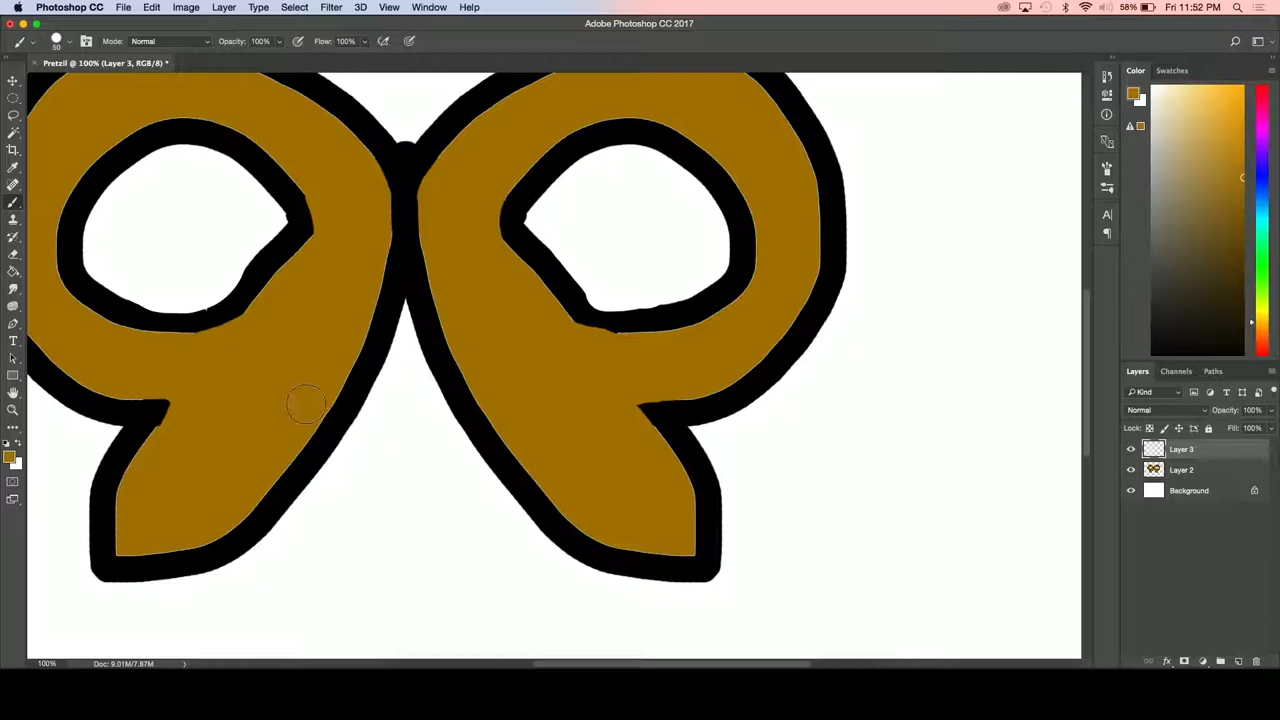 Photoshop CC File Edit Image Layer Type Select Filter 3D View Window Help 58% Fri 11:52 PM
Adobe Photoshop CC 2017
50 Mode: Normal Opacity: 100% Flow: 100%
× Pretzil @ 100% (Layer 3, RGB/8) *
Color Swatches
Layers Channels Paths
Kind
Normal Opacity: 100%
Lock: Fill: 100%
Layer 3
Layer 2
Background
100% Doc: 9.01M/7.87M